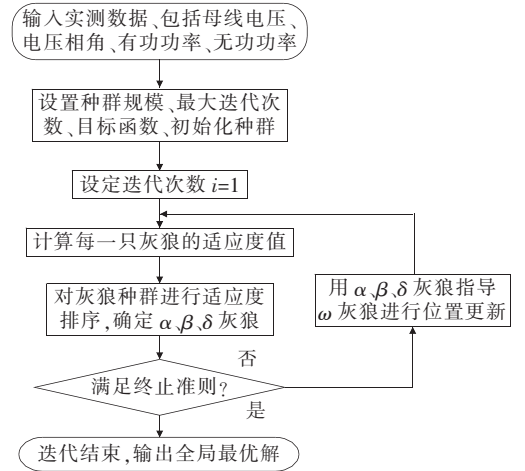 输入实测数据、包括母线电压、
电压相角、有功功率、无功功率
设置种群规模、最大迭代次
数、目标函数、初始化种群
设定迭代次数 i=1
计算每一只灰狼的适应度值
对灰狼种群进行适应度
排序,确定 α、β、δ 灰狼
用 α、β、δ 灰狼指导
ω 灰狼进行位置更新
否
满足终止准则?
是
迭代结束,输出全局最优解